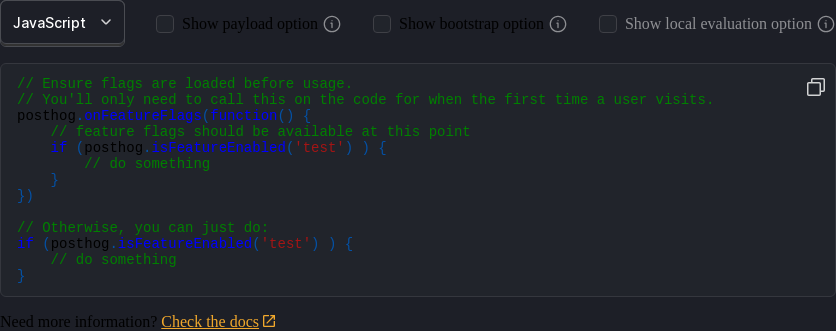 JavaScript
Show payload option
Show bootstrap option
Show local evaluation option
// Ensure flags are loaded before usage.
// You'll only need to call this on the code for when the first time a user visits.
posthog.onFeatureFlags(function() {
    // feature flags should be available at this point
    if (posthog.isFeatureEnabled('test') ) {
        // do something
    }
})

// Otherwise, you can just do:
if (posthog.isFeatureEnabled('test') ) {
    // do something
}
Need more information? Check the docs